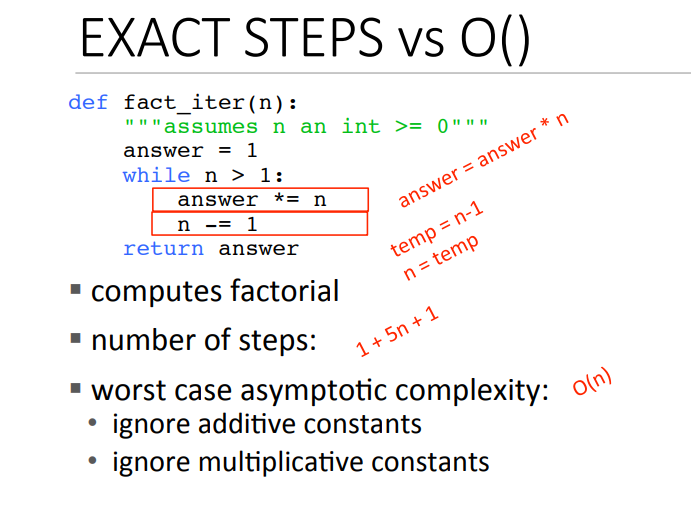 EXACT STEPS vs O()
def fact_iter(n):
"""assumes n an int >= 0"""
answer = 1
while n > 1:
answer *= n
answer = answer * n
n -= 1
temp = n-1
n = temp
return answer
▪ computes factorial
▪ number of steps:
1 + 5n + 1
▪ worst case asymptotic complexity:
O(n)
• ignore additive constants
• ignore multiplicative constants